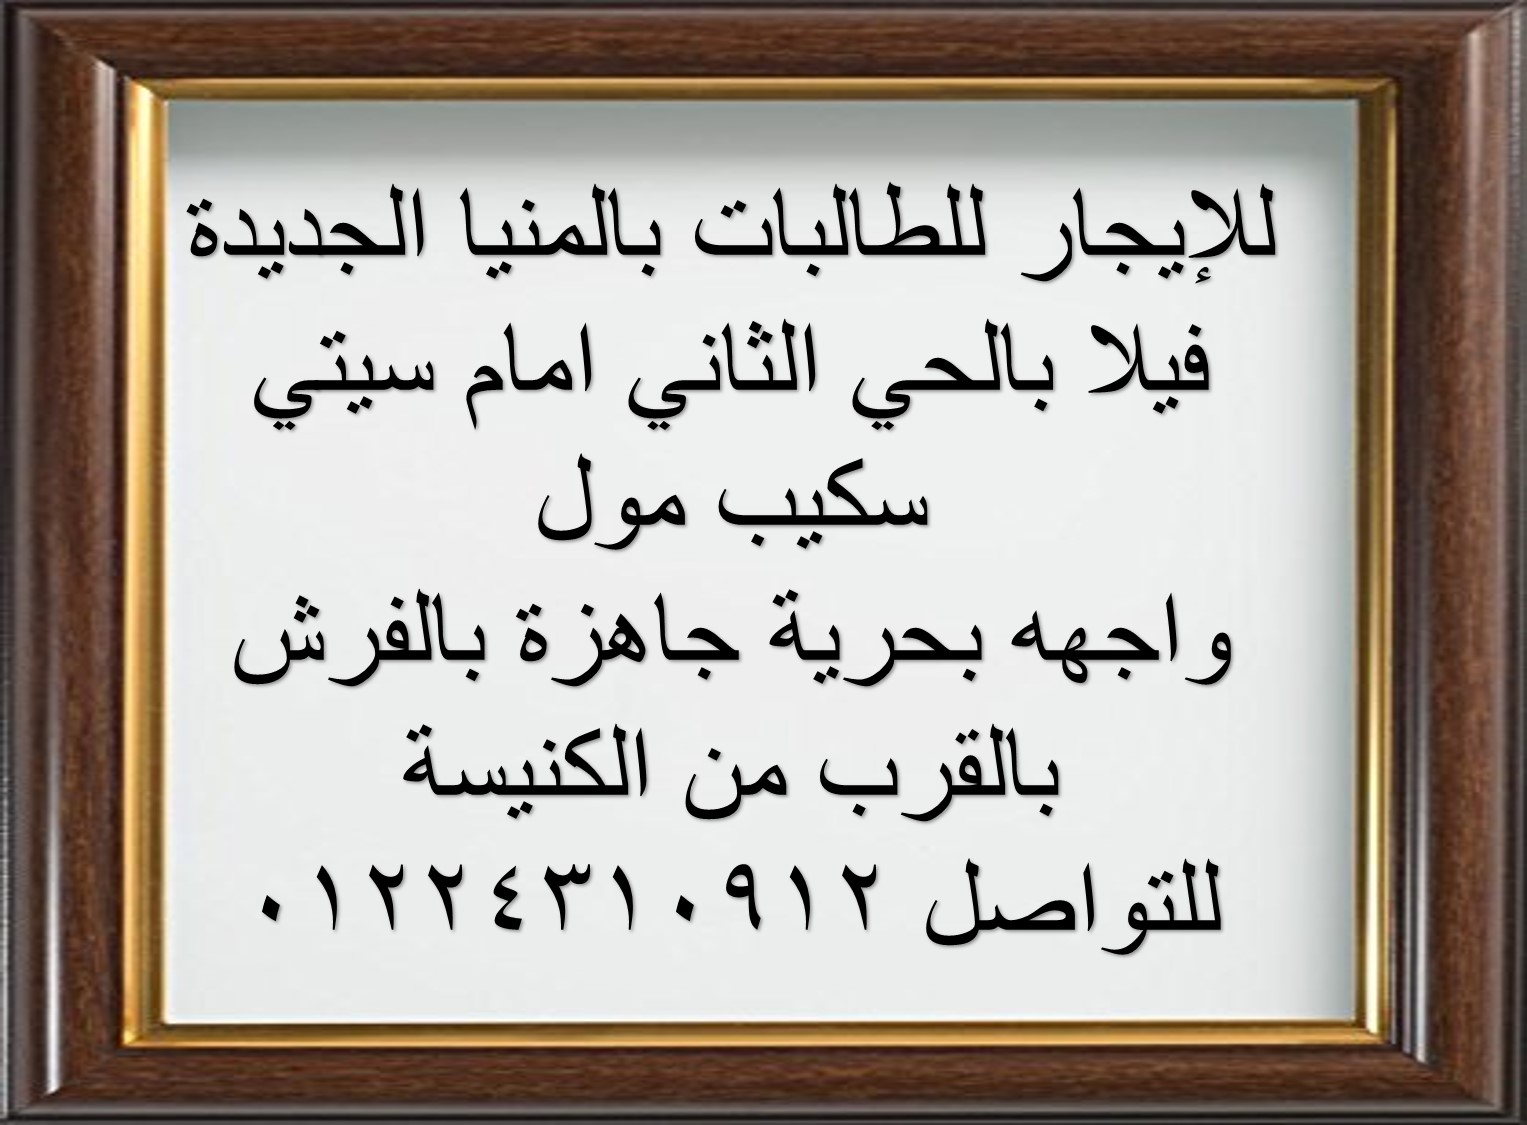 للإيجار للطالبات بالمنيا الجديدة
فيلا بالحي الثاني امام سيتي
سكيب مول
واجهه بحرية جاهزة بالفرش
بالقرب من الكنيسة
للتواصل ٠١٢٢٤٣١٠٩١٢